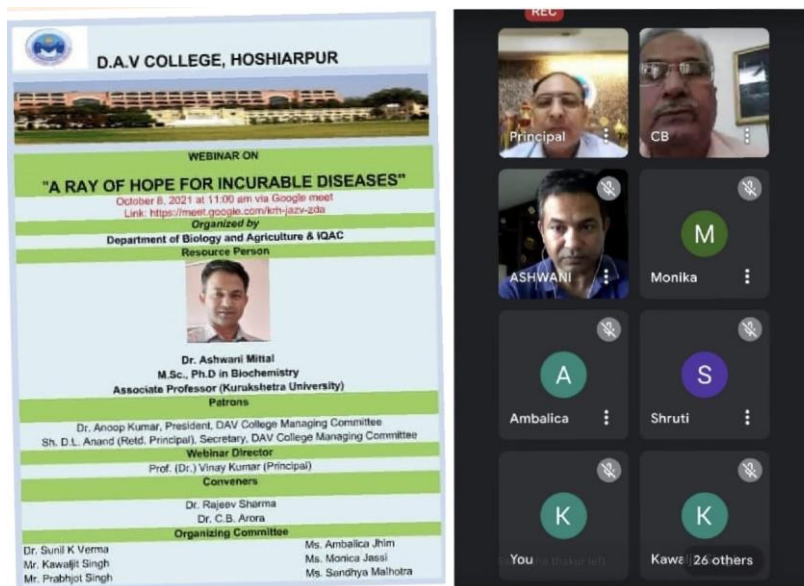 D.A.V COLLEGE, HOSHIARPUR
WEBINAR ON
"A RAY OF HOPE FOR INCURABLE DISEASES"
October 8, 2021 at 11:00 am via Google meet
Link: https://meet.google.com/krh-jazv-zda
Organized by
Department of Biology and Agriculture & IQAC
Resource Person
Dr. Ashwani Mittal
M.Sc., Ph.D in Biochemistry
Associate Professor (Kurukshetra University)
Patrons
Dr. Anoop Kumar, President, DAV College Managing Committee
Sh. D.L. Anand (Retd. Principal), Secretary, DAV College Managing Committee
Webinar Director
Prof. (Dr.) Vinay Kumar (Principal)
Conveners
Dr. Rajeev Sharma
Dr. C.B. Arora
Organizing Committee
Dr. Sunil K Verma
Mr. Kawaljit Singh
Mr. Prabhjot Singh
Ms. Ambalica Jhim
Ms. Monica Jassi
Ms. Sandhya Malhotra
REC
Principal
CB
ASHWANI
M
Monika
A
Ambalica
S
Shruti
K
You
K
26 others
thakur left